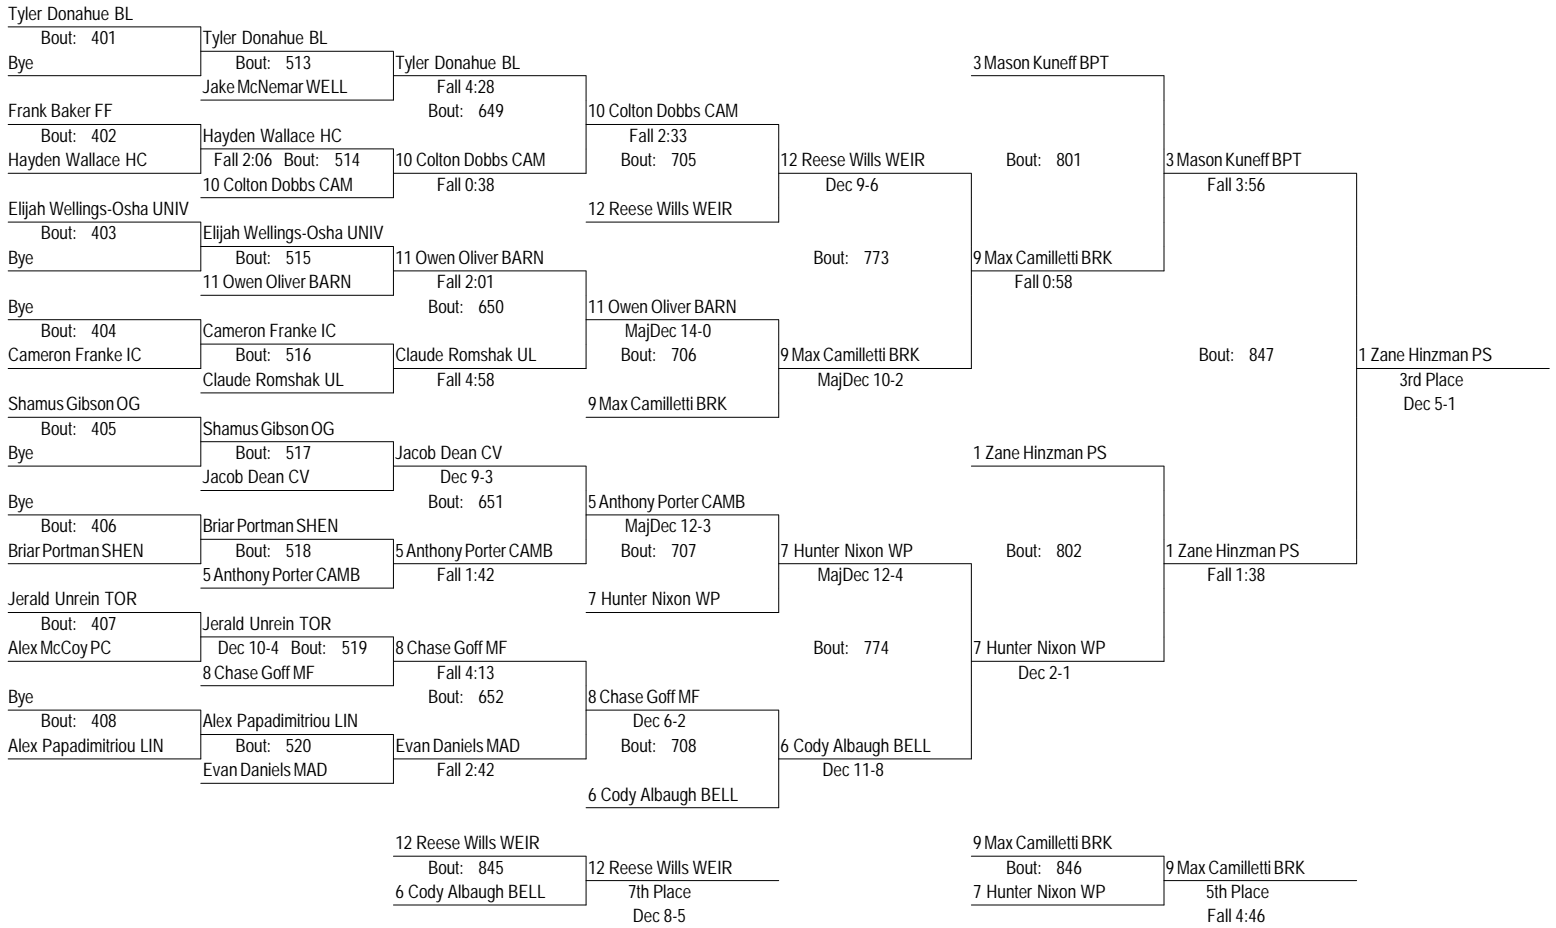 Tyler Donahue BL
Bout: 401
Bye
Frank Baker FF
Bout: 402
Hayden Wallace HC
Elijah Wellings-Osha UNIV
Bout: 403
Bye
Bye
Bout: 404
Cameron Franke IC
Shamus Gibson OG
Bout: 405
Bye
Bye
Bout: 406
Briar Portman SHEN
Jerald Unrein TOR
Bout: 407
Alex McCoy PC
Bye
Bout: 408
Alex Papadimitriou LIN
Tyler Donahue BL
Bout: 513
Jake McNemar WELL
Hayden Wallace HC
Fall 2:06 Bout: 514
10 Colton Dobbs CAM
Elijah Wellings-Osha UNIV
Bout: 515
11 Owen Oliver BARN
Cameron Franke IC
Bout: 516
Claude Romshak UL
Shamus Gibson OG
Bout: 517
Jacob Dean CV
Briar Portman SHEN
Bout: 518
5 Anthony Porter CAMB
Jerald Unrein TOR
Dec 10-4 Bout: 519
8 Chase Goff MF
Alex Papadimitriou LIN
Bout: 520
Evan Daniels MAD
Tyler Donahue BL
Fall 4:28
Bout: 649
10 Colton Dobbs CAM
Fall 0:38
11 Owen Oliver BARN
Fall 2:01
Bout: 650
Claude Romshak UL
Fall 4:58
Jacob Dean CV
Dec 9-3
Bout: 651
5 Anthony Porter CAMB
Fall 1:42
8 Chase Goff MF
Fall 4:13
Bout: 652
Evan Daniels MAD
Fall 2:42
10 Colton Dobbs CAM
Fall 2:33
Bout: 705
12 Reese Wills WEIR
11 Owen Oliver BARN
MajDec 14-0
Bout: 706
9 Max Camilletti BRK
5 Anthony Porter CAMB
MajDec 12-3
Bout: 707
7 Hunter Nixon WP
8 Chase Goff MF
Dec 6-2
Bout: 708
6 Cody Albaugh BELL
12 Reese Wills WEIR
Dec 9-6
Bout: 773
9 Max Camilletti BRK
MajDec 10-2
7 Hunter Nixon WP
MajDec 12-4
Bout: 774
6 Cody Albaugh BELL
Dec 11-8
3 Mason Kuneff BPT
Bout: 801
9 Max Camilletti BRK
Fall 0:58
1 Zane Hinzman PS
Bout: 802
7 Hunter Nixon WP
Dec 2-1
3 Mason Kuneff BPT
Fall 3:56
Bout: 847
1 Zane Hinzman PS
Fall 1:38
1 Zane Hinzman PS
3rd Place
Dec 5-1
12 Reese Wills WEIR
Bout: 845
6 Cody Albaugh BELL
12 Reese Wills WEIR
7th Place
Dec 8-5
9 Max Camilletti BRK
Bout: 846
7 Hunter Nixon WP
9 Max Camilletti BRK
5th Place
Fall 4:46